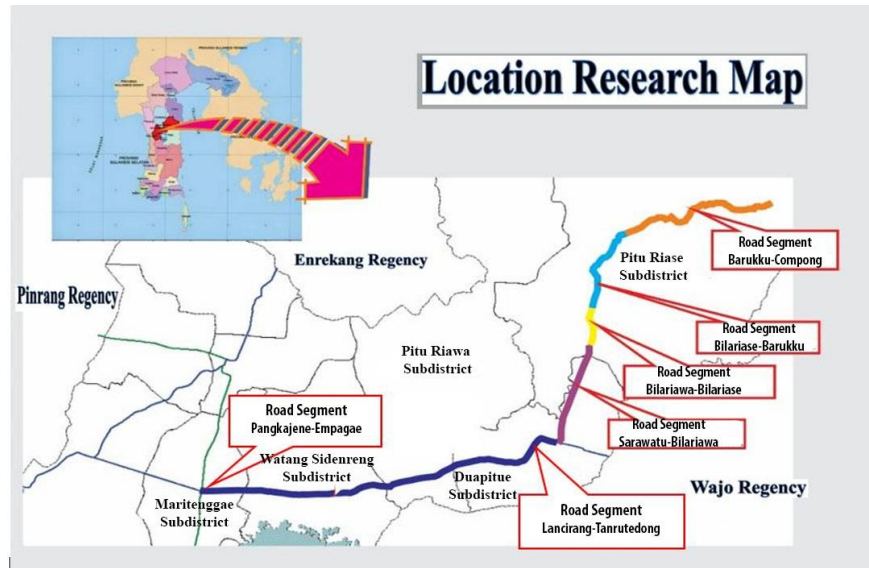 Location Research Map
Enrekang Regency
Pinrang Regency
Pitu Riase
Subdistrict
Road Segment
Barukku-Compong
Road Segment
Bilariase-Barukku
Pitu Riawa
Subdistrict
Road Segment
Bilariawa-Bilariase
Road Segment
Pangkajene-Empagae
Road Segment
Sarawatu-Bilariawa
Watang Sidenreng
Subdistrict
Duapitue
Subdistrict
Wajo Regency
Maritenggae
Subdistrict
Road Segment
Lancirang-Tanrutedong